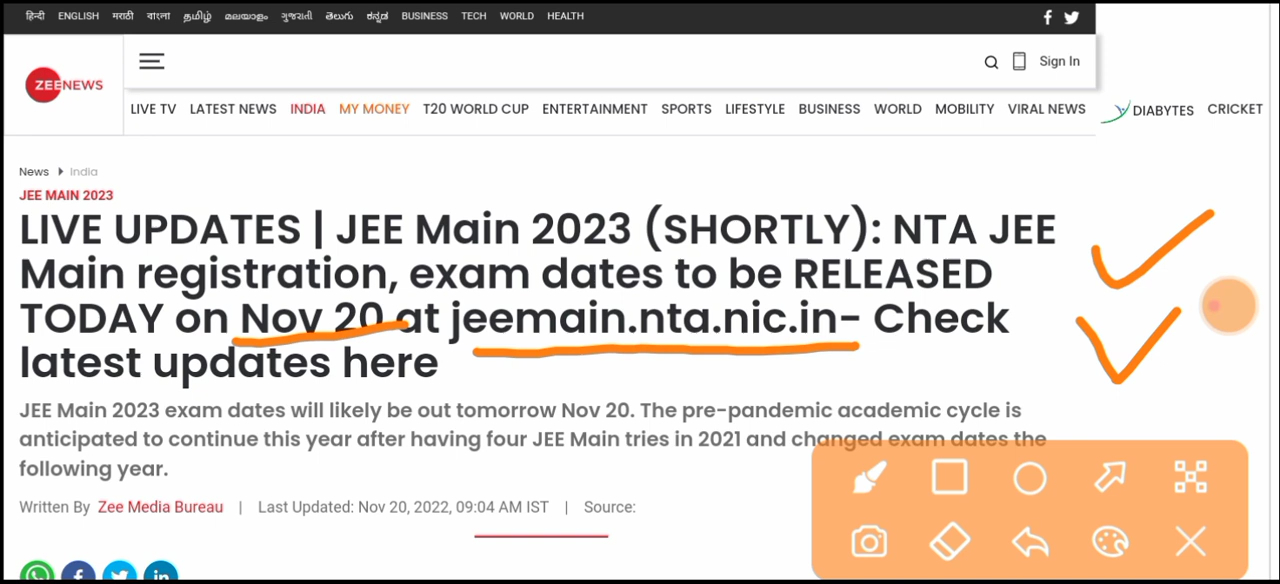 हिन्दी ENGLISH मराठी বাংলা தமிழ் മലയാളം ગુજરાતી తెలుగు ಕನ್ನಡ BUSINESS TECH WORLD HEALTH
ZEENEWS
Sign In
LIVE TV LATEST NEWS INDIA MY MONEY T20 WORLD CUP ENTERTAINMENT SPORTS LIFESTYLE BUSINESS WORLD MOBILITY VIRAL NEWS DIABYTES CRICKET
News India
JEE MAIN 2023
LIVE UPDATES | JEE Main 2023 (SHORTLY): NTA JEE
Main registration, exam dates to be RELEASED
TODAY on Nov 20 at jeemain.nta.nic.in- Check
latest updates here
JEE Main 2023 exam dates will likely be out tomorrow Nov 20. The pre-pandemic academic cycle is
anticipated to continue this year after having four JEE Main tries in 2021 and changed exam dates the
following year.
Written By Zee Media Bureau | Last Updated: Nov 20, 2022, 09:04 AM IST | Source: